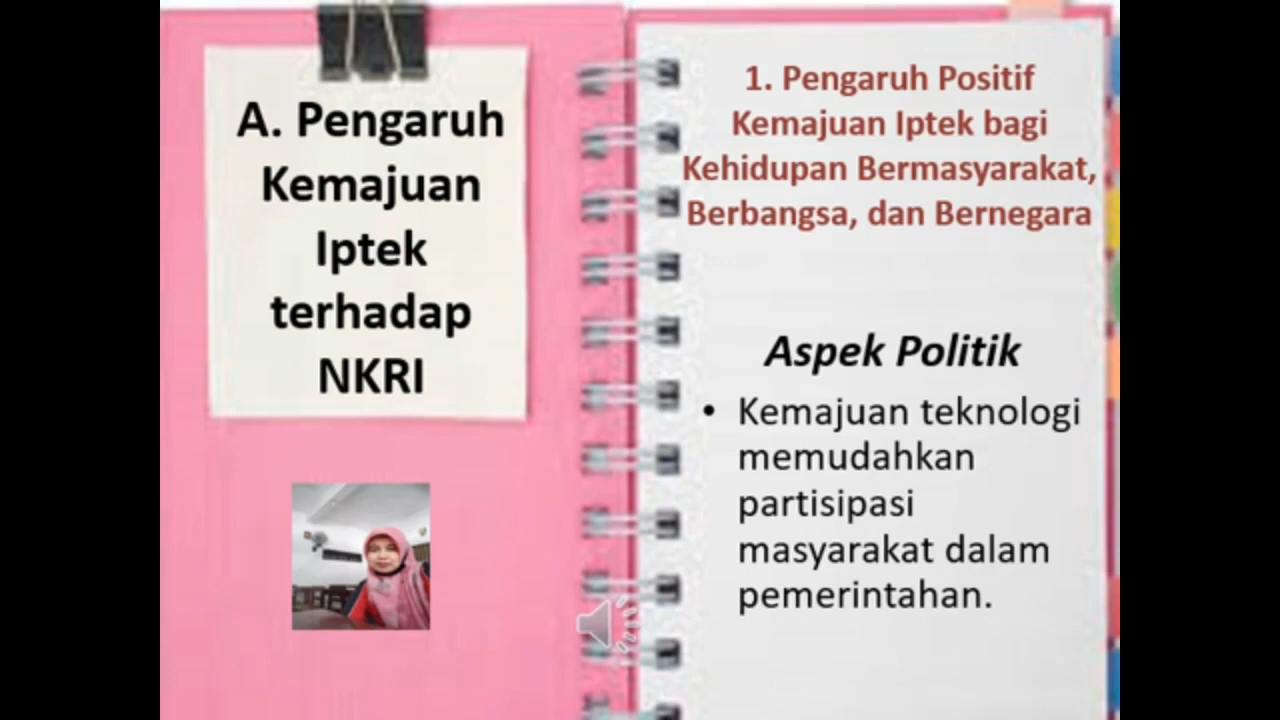 A. Pengaruh
Kemajuan
Iptek
terhadap
NKRI
1. Pengaruh Positif
Kemajuan Iptek bagi
Kehidupan Bermasyarakat,
Berbangsa, dan Bernegara
Aspek Politik
• Kemajuan teknologi
memudahkan
partisipasi
masyarakat dalam
pemerintahan.